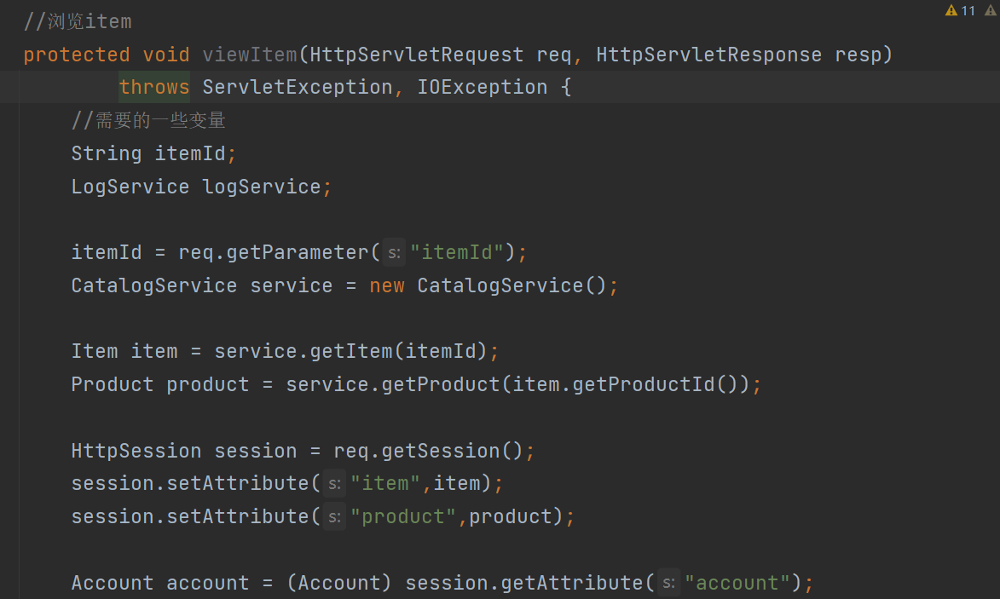 //浏览item
11
protected void viewItem(HttpServletRequest req, HttpServletResponse resp)
throws ServletException, IOException {
//需要的一些变量
String itemId;
LogService logService;
itemId = req.getParameter( s: "itemId");
CatalogService service = new CatalogService();
Item item = service.getItem(itemId);
Product product = service.getProduct(item.getProductId());
HttpSession session = req.getSession();
session.setAttribute( s: "item",item);
session.setAttribute( s: "product",product);
Account account = (Account) session.getAttribute( s: "account");